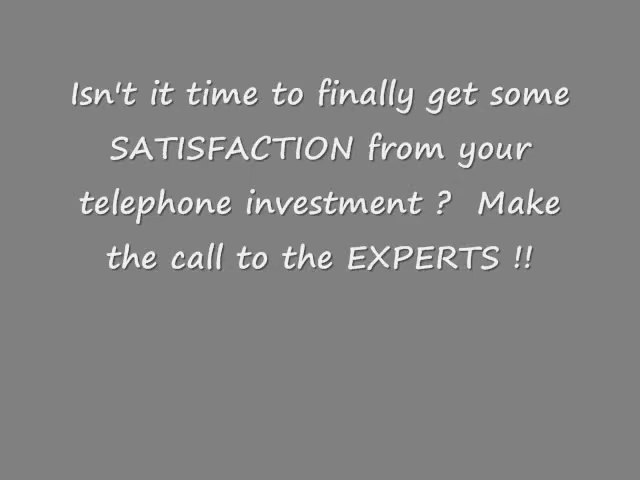 Isn't it time to finally get some
SATISFACTION from your
telephone investment ?  Make
the call to the EXPERTS !!